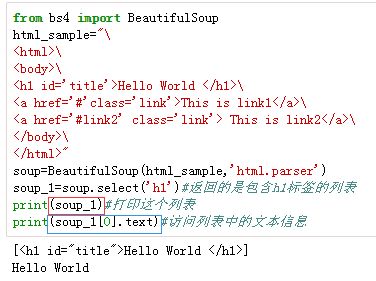 from bs4 import BeautifulSoup
html_sample="\
<html>\
<body>\
<h1 id='title'>Hello World </h1>\
<a href='#'class='link'>This is link1</a>\
<a href='#link2' class='link'> This is link2</a>\
</body>\
</html>"
soup=BeautifulSoup(html_sample,'html.parser')
soup_1=soup.select('h1')#返回的是包含h1标签的列表
print(soup_1)#打印这个列表
print(soup_1[0].text)#访问列表中的文本信息
[<h1 id="title">Hello World </h1>]
Hello World